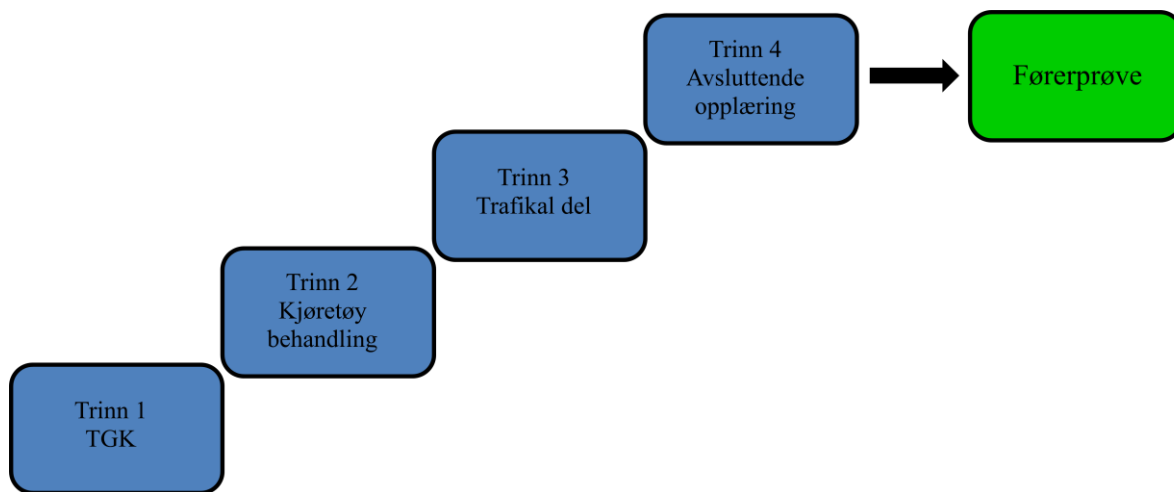 Trinn 1
TGK
Trinn 2
Kjøretøy
behandling
Trinn 3
Trafikal del
Trinn 4
Avsluttende
opplæring
Førerprøve